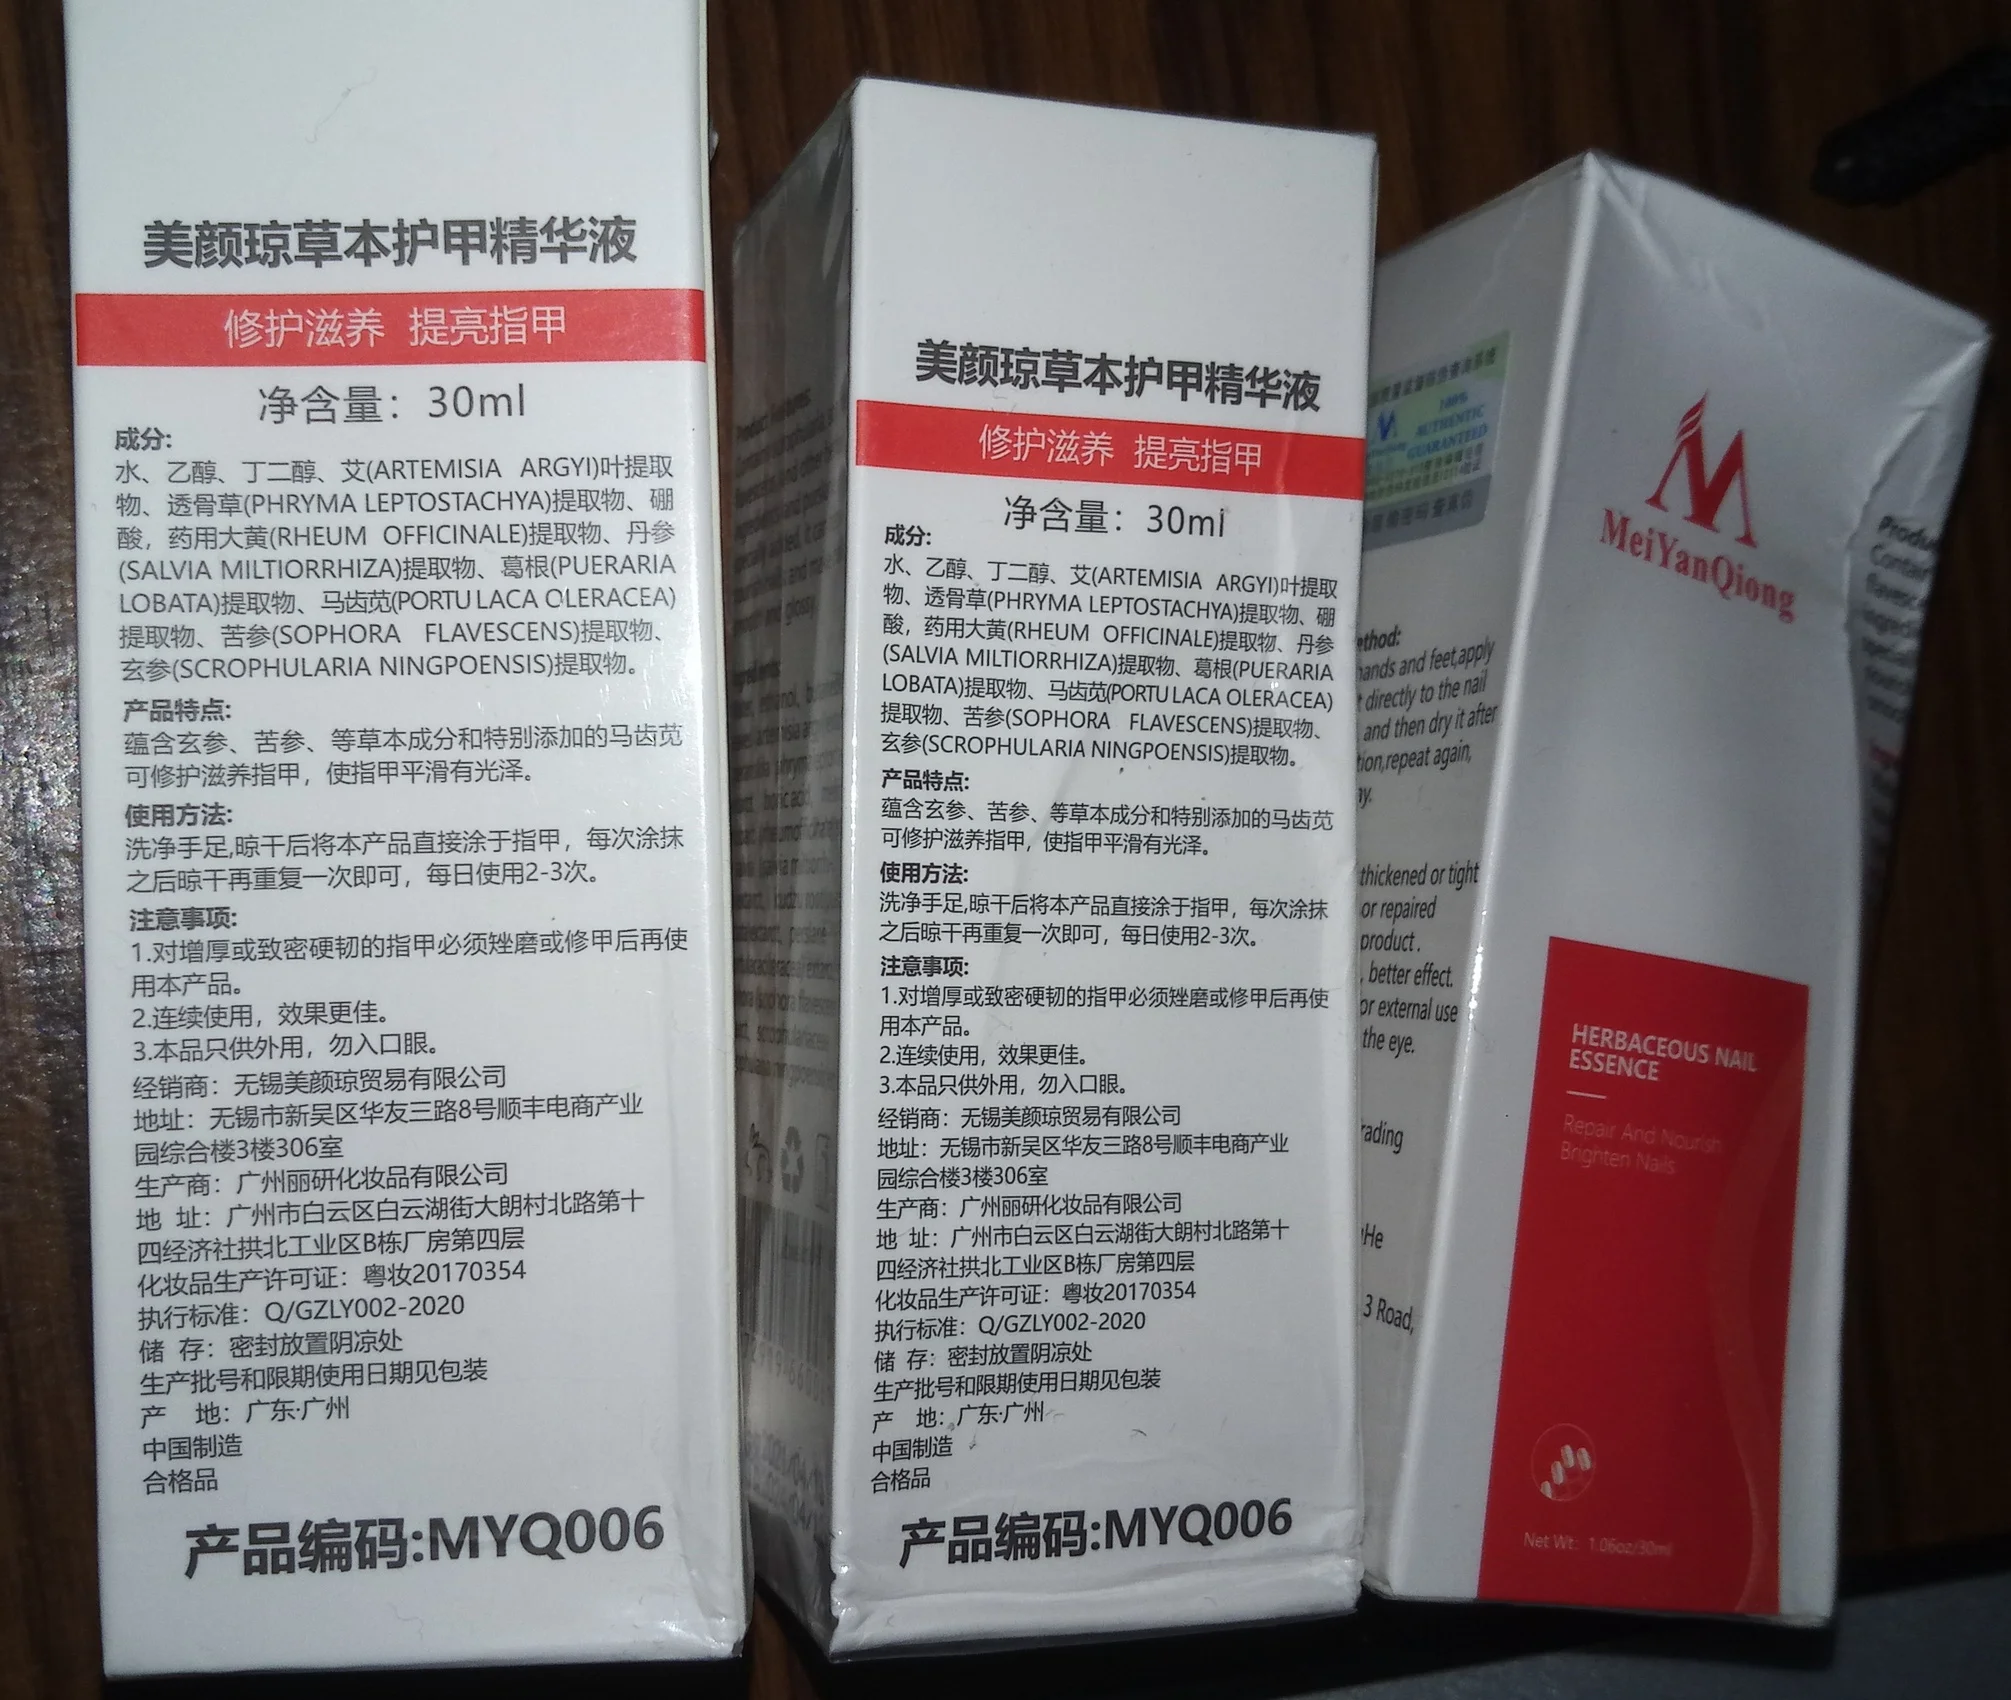 美颜琼草本护甲精华液
修护滋养 提亮指甲
净含量：30ml
成分:
水、乙醇、丁二醇、艾(ARTEMISIA ARGYI)叶提取
物、透骨草(PHRYMA LEPTOSTACHYA)提取物、硼
酸，药用大黄(RHEUM OFFICINALE)提取物、丹参
(SALVIA MILTIORRHIZA)提取物、葛根(PUERARIA
LOBATA)提取物、马齿苋(PORTULACA OLERACEA)
提取物、苦参(SOPHORA FLAVESCENS)提取物、
玄参(SCROPHULARIA NINGPOENSIS)提取物。
产品特点:
蕴含玄参、苦参、等草本成分和特别添加的马齿苋
可修护滋养指甲，使指甲平滑有光泽。
使用方法:
洗净手足,晾干后将本产品直接涂于指甲，每次涂抹
之后晾干再重复一次即可，每日使用2-3次。
注意事项:
1.对增厚或致密硬韧的指甲必须矬磨或修甲后再使
用本产品。
2.连续使用，效果更佳。
3.本品只供外用，勿入口眼。
经销商：无锡美颜琼贸易有限公司
地址：无锡市新吴区华友三路8号顺丰电商产业
园综合楼3楼306室
生产商：广州丽研化妆品有限公司
地 址：广州市白云区白云湖街大朗村北路第十
四经济社拱北工业区B栋厂房第四层
化妆品生产许可证：粤妆20170354
执行标准：Q/GZLY002-2020
储 存：密封放置阴凉处
生产批号和限期使用日期见包装
产 地：广东·广州
中国制造
合格品
产品编码:MYQ006
美颜琼草本护甲精华液
修护滋养 提亮指甲
净含量：30ml
成分:
水、乙醇、丁二醇、艾(ARTEMISIA ARGYI)叶提取
物、透骨草(PHRYMA LEPTOSTACHYA)提取物、硼
酸，药用大黄(RHEUM OFFICINALE)提取物、丹参
(SALVIA MILTIORRHIZA)提取物、葛根(PUERARIA
LOBATA)提取物、马齿苋(PORTULACA OLERACEA)
提取物、苦参(SOPHORA FLAVESCENS)提取物、
玄参(SCROPHULARIA NINGPOENSIS)提取物。
产品特点:
蕴含玄参、苦参、等草本成分和特别添加的马齿苋
可修护滋养指甲，使指甲平滑有光泽。
使用方法:
洗净手足,晾干后将本产品直接涂于指甲，每次涂抹
之后晾干再重复一次即可，每日使用2-3次。
注意事项:
1.对增厚或致密硬韧的指甲必须矬磨或修甲后再使
用本产品。
2.连续使用，效果更佳。
3.本品只供外用，勿入口眼。
经销商：无锡美颜琼贸易有限公司
地址：无锡市新吴区华友三路8号顺丰电商产业
园综合楼3楼306室
生产商：广州丽研化妆品有限公司
地 址：广州市白云区白云湖街大朗村北路第十
四经济社拱北工业区B栋厂房第四层
化妆品生产许可证：粤妆20170354
执行标准：Q/GZLY002-2020
储 存：密封放置阴凉处
生产批号和限期使用日期见包装
产 地：广东·广州
中国制造
合格品
产品编码:MYQ006
100%
AUTHENTIC
GUARANTEED
ethod:
hands and feet,apply
t directly to the nail
and then dry it after
tion,repeat again,
ay.
thickened or tight
or repaired
product.
, better effect.
or external use
the eye.
rading
He
3 Road,
MeiYanQiong
HERBACEOUS NAIL
ESSENCE
Repair And Nourish
Brighten Nails
Net Wt: 1.06oz/30ml